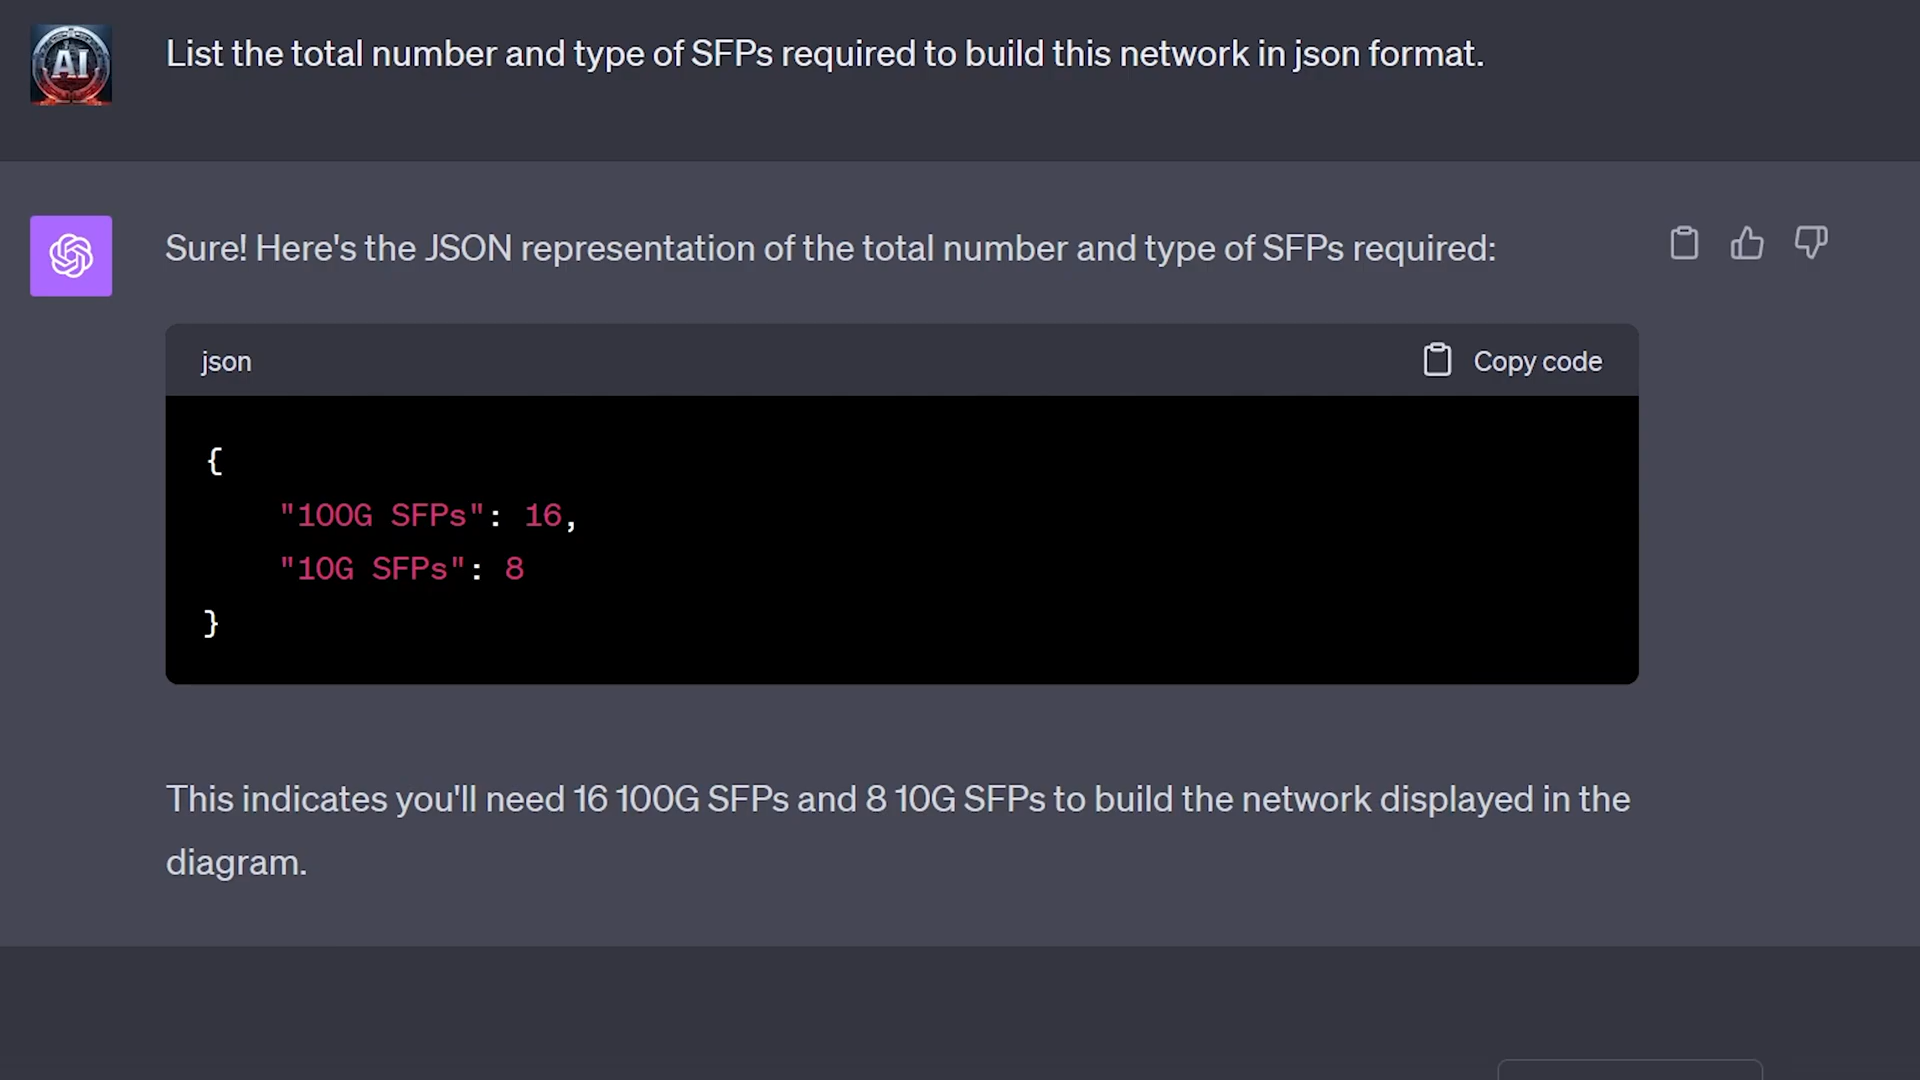 AI
List the total number and type of SFPs required to build this network in json format.
Sure! Here's the JSON representation of the total number and type of SFPs required:
json
Copy code
{
"100G SFPs": 16,
"10G SFPs": 8
}
This indicates you'll need 16 100G SFPs and 8 10G SFPs to build the network displayed in the
diagram.